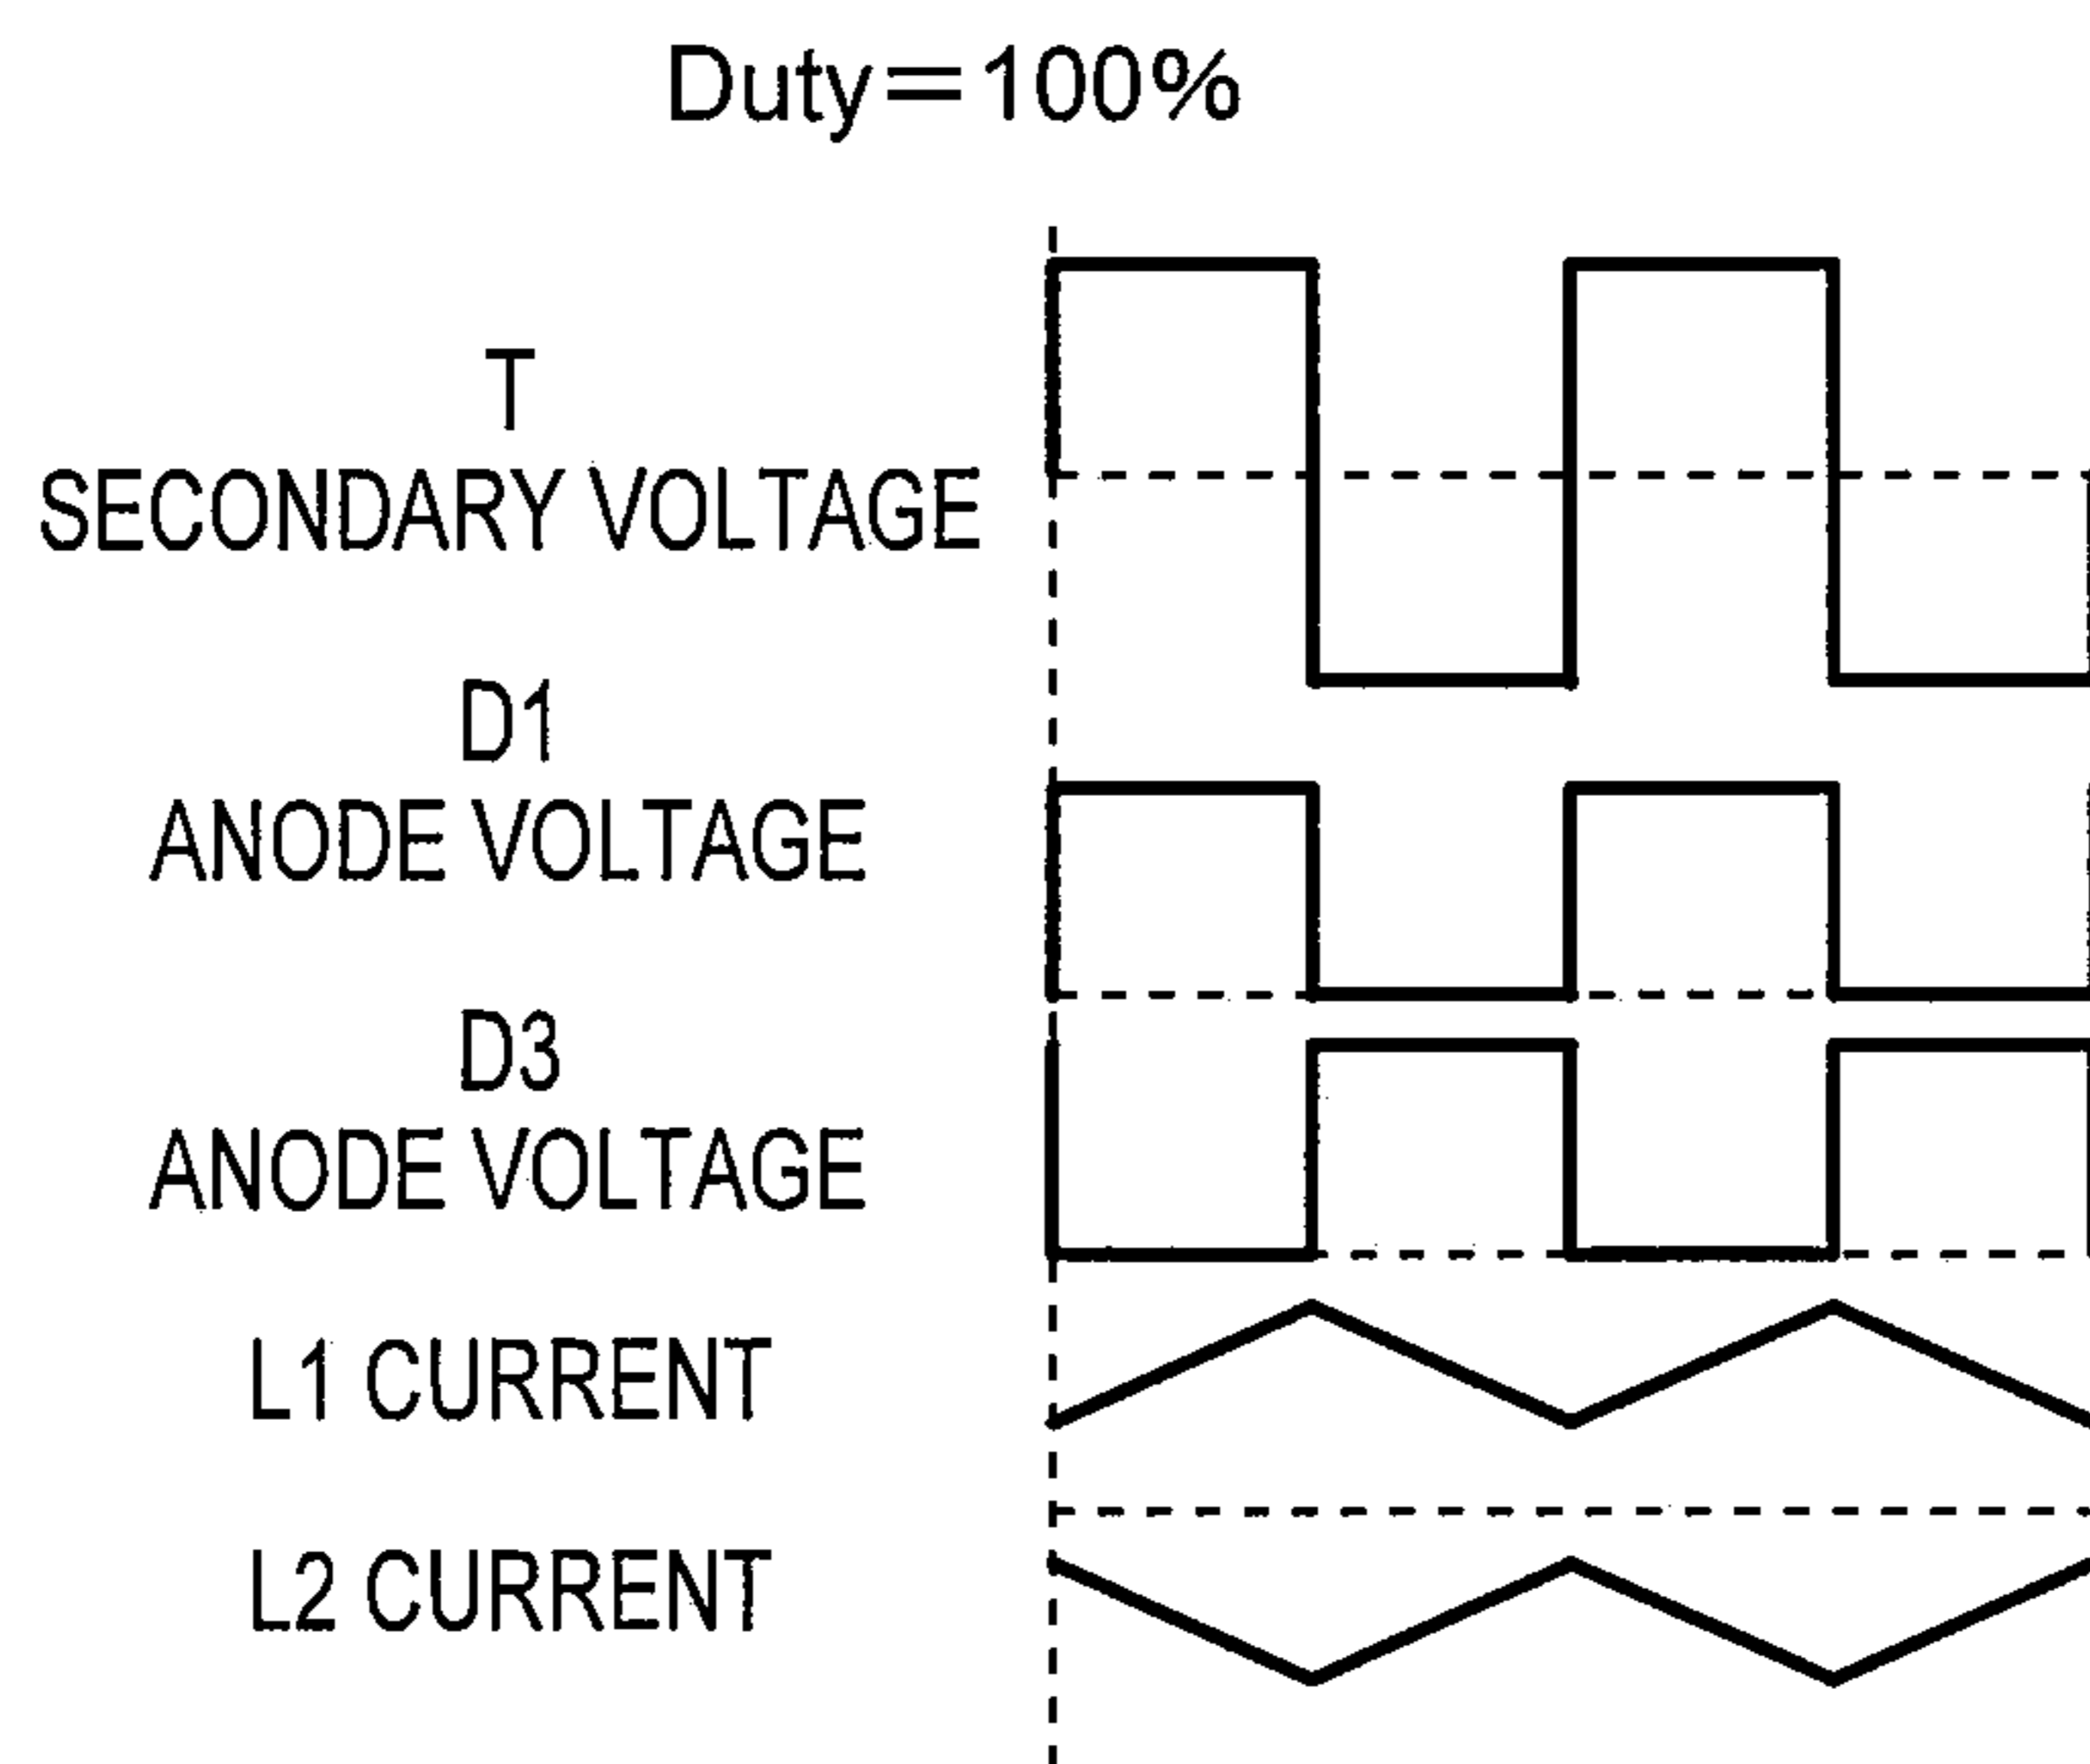 Duty=100%
T
SECONDARY VOLTAGE
D1
ANODE VOLTAGE
D3
ANODE VOLTAGE
L1 CURRENT
L2 CURRENT